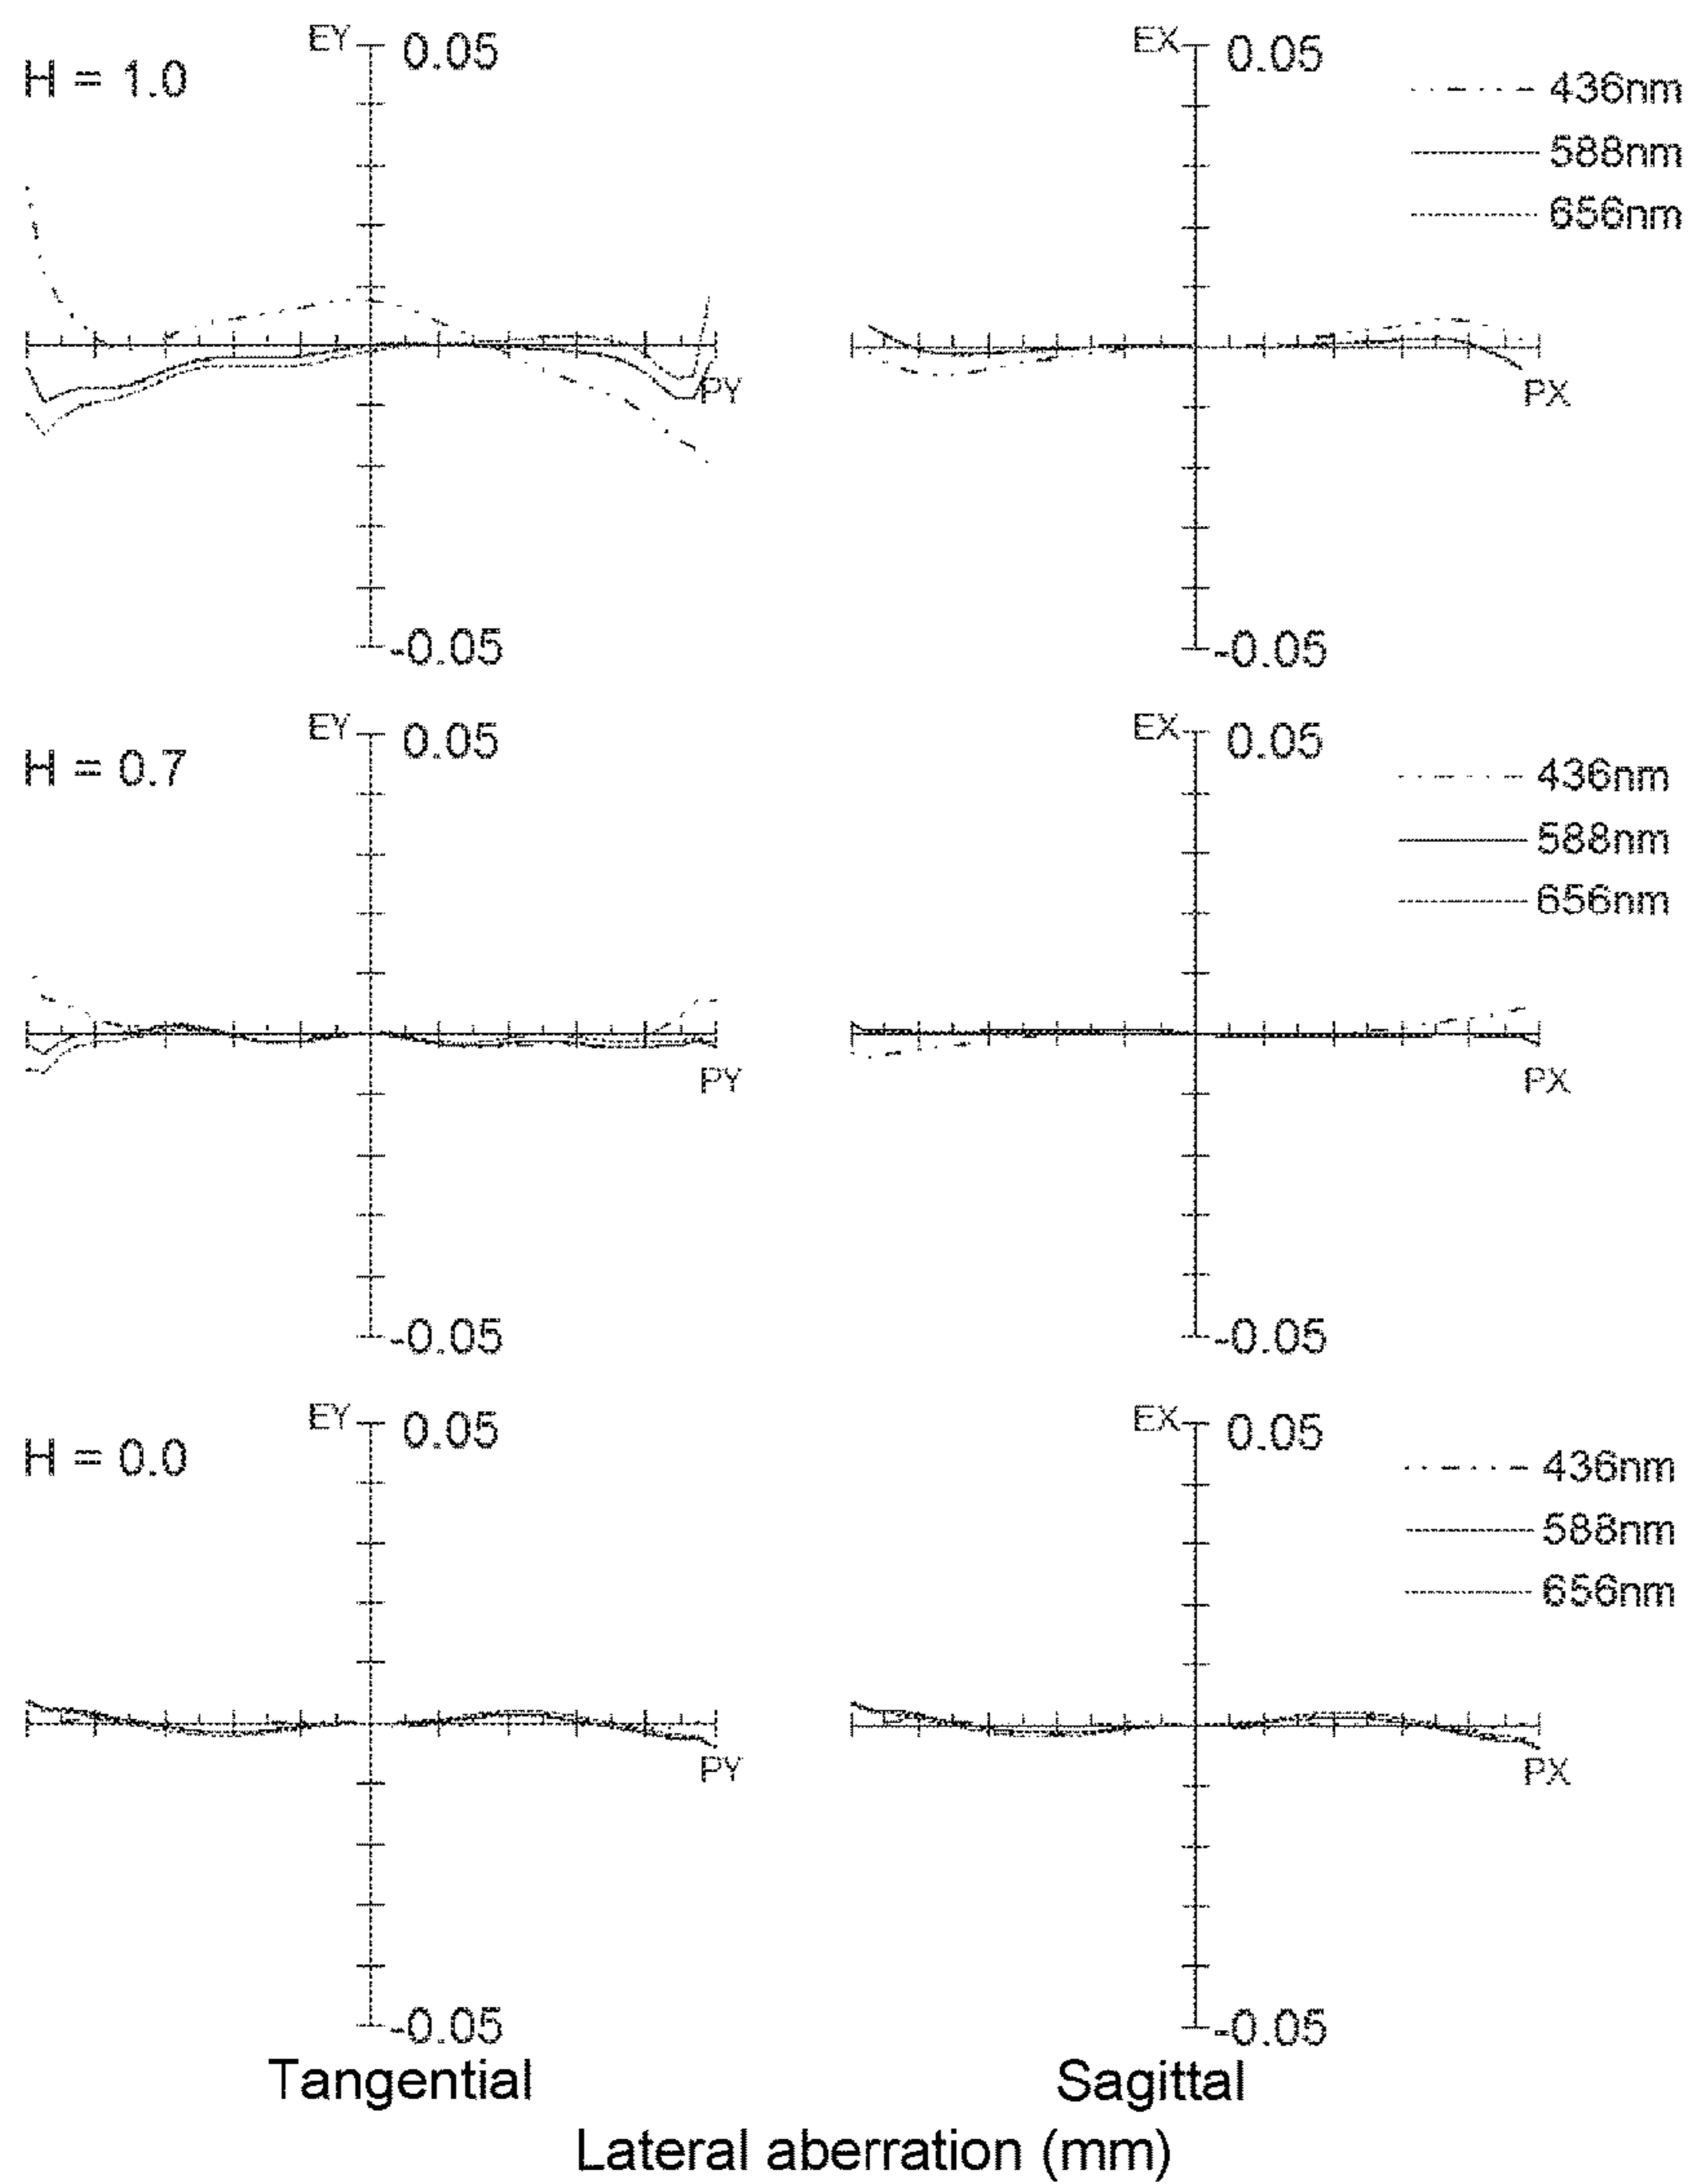 H = 1.0
EY 0.05
EX 0.05
436nm
588nm
656nm
PY
PX
-0.05
-0.05
H = 0.7
EY 0.05
EX 0.05
436nm
588nm
656nm
PY
PX
-0.05
-0.05
H = 0.0
EY 0.05
EX 0.05
436nm
588nm
656nm
PY
PX
-0.05
-0.05
Tangential
Sagittal
Lateral aberration (mm)